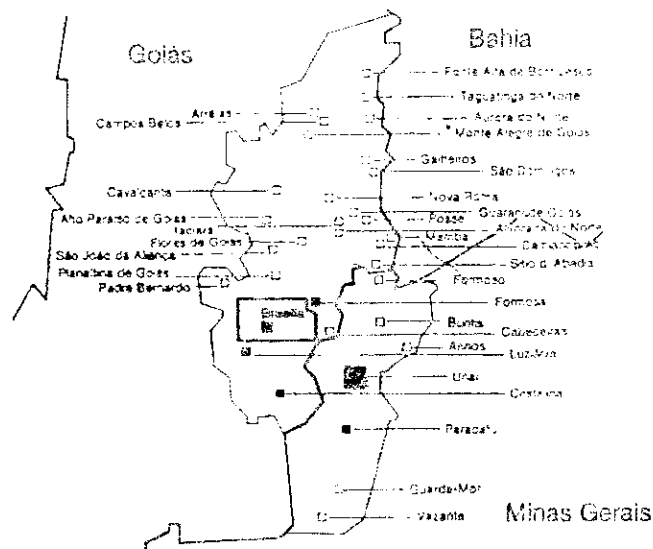 Goiás
Bahia
Ponte Alta do Bom Jesus
Taguatinga do Norte
Arraias
Aurora do Norte
Campos Belos
Monte Alegre de Goiás
Galheiros
São Domingos
Cavalcante
Nova Roma
Guarani de Goiás
Alto Paraíso de Goiás
Posse
Alvorada do Norte
Iaciara
Flores de Goiás
Mambaí
Damianópolis
São João da Aliança
Sítio d. Abadia
Planaltina de Goiás
Formoso
Padre Bernardo
Formosa
Brasília
Buritis
Cabeceiras
Arinos
Luziânia
Unaí
Cristalina
Paracatu
Guarda-Mor
Minas Gerais
Vazante